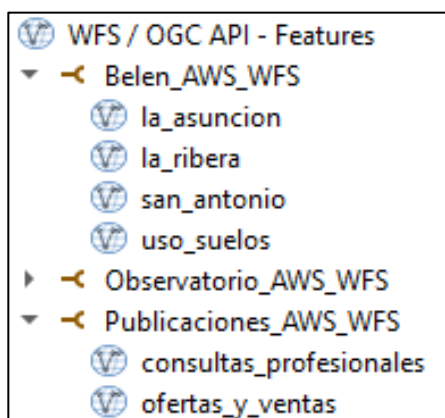 WFS / OGC API - Features
Belen_AWS_WFS
la_asuncion
la_ribera
san_antonio
uso_suelos
Observatorio_AWS_WFS
Publicaciones_AWS_WFS
consultas_profesionales
ofertas_y_ventas